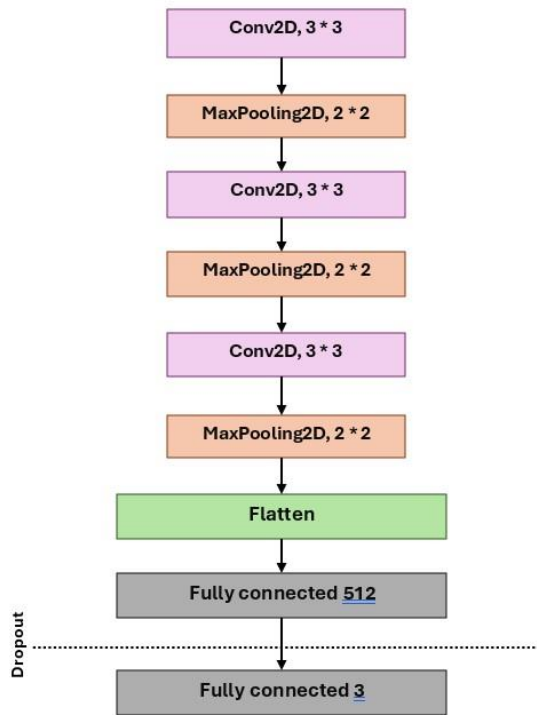 Conv2D, 3 * 3
MaxPooling2D, 2 * 2
Conv2D, 3 * 3
MaxPooling2D, 2 * 2
Conv2D, 3 * 3
MaxPooling2D, 2 * 2
Flatten
Fully connected 512
Dropout
Fully connected 3